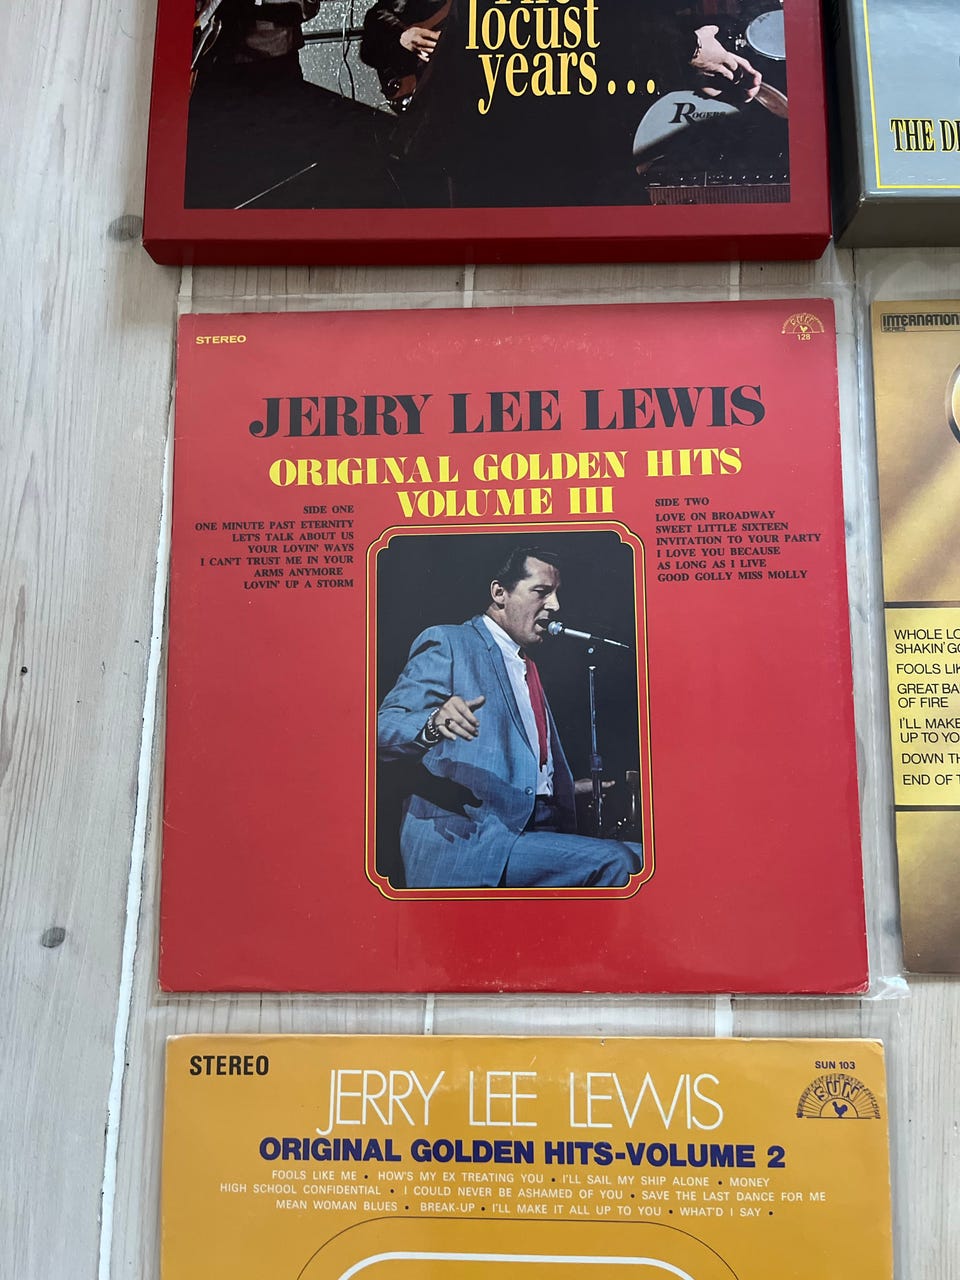 The
locust
years...
ROGERS
THE
STEREO
128
JERRY LEE LEWIS
ORIGINAL GOLDEN HITS
VOLUME III
SIDE ONE
ONE MINUTE PAST ETERNITY
LET'S TALK ABOUT US
YOUR LOVIN' WAYS
I CAN'T TRUST ME IN YOUR
ARMS ANYMORE
LOVIN' UP A STORM
SIDE TWO
LOVE ON BROADWAY
SWEET LITTLE SIXTEEN
INVITATION TO YOUR PARTY
I LOVE YOU BECAUSE
AS LONG AS I LIVE
GOOD GOLLY MISS MOLLY
INTERNATION
SERIES
WHOLE LO
SHAKIN' GO
FOOLS LIK
GREAT BA
OF FIRE
I'LL MAKE
UP TO YO
DOWN TH
END OF T
STEREO
SUN 103
SUN
JERRY LEE LEWIS
ORIGINAL GOLDEN HITS-VOLUME 2
FOOLS LIKE ME • HOW'S MY EX TREATING YOU • I'LL SAIL MY SHIP ALONE • MONEY
HIGH SCHOOL CONFIDENTIAL • I COULD NEVER BE ASHAMED OF YOU • SAVE THE LAST DANCE FOR ME
MEAN WOMAN BLUES • BREAK-UP • I'LL MAKE IT ALL UP TO YOU • WHAT'D I SAY •